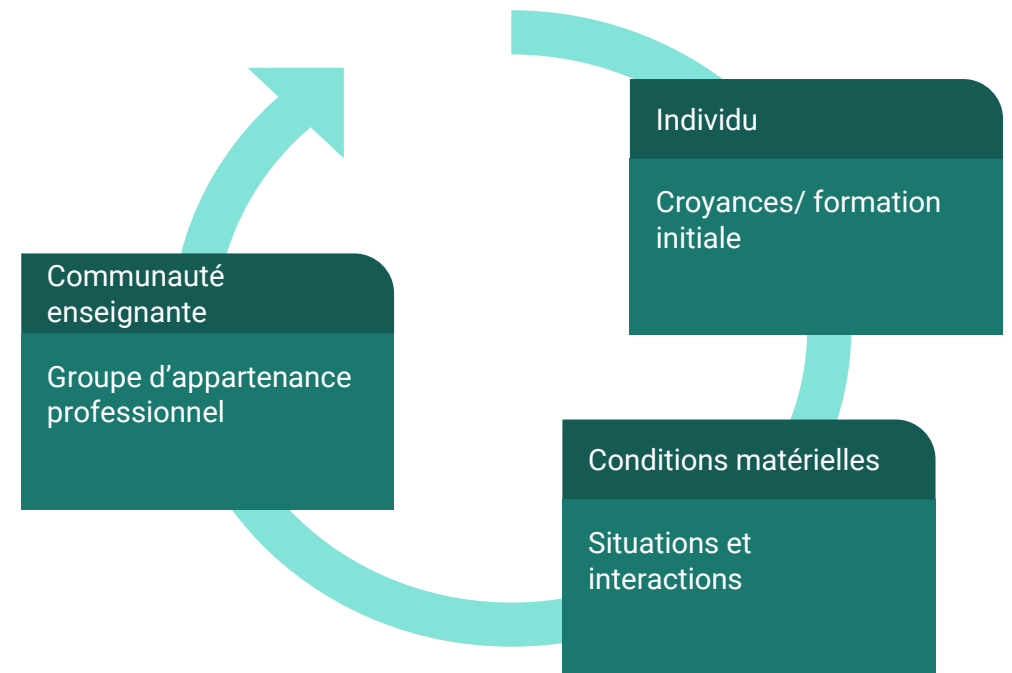 Individu
Croyances/ formation
initiale
Conditions matérielles
Situations et
interactions
Communauté
enseignante
Groupe d’appartenance
professionnel